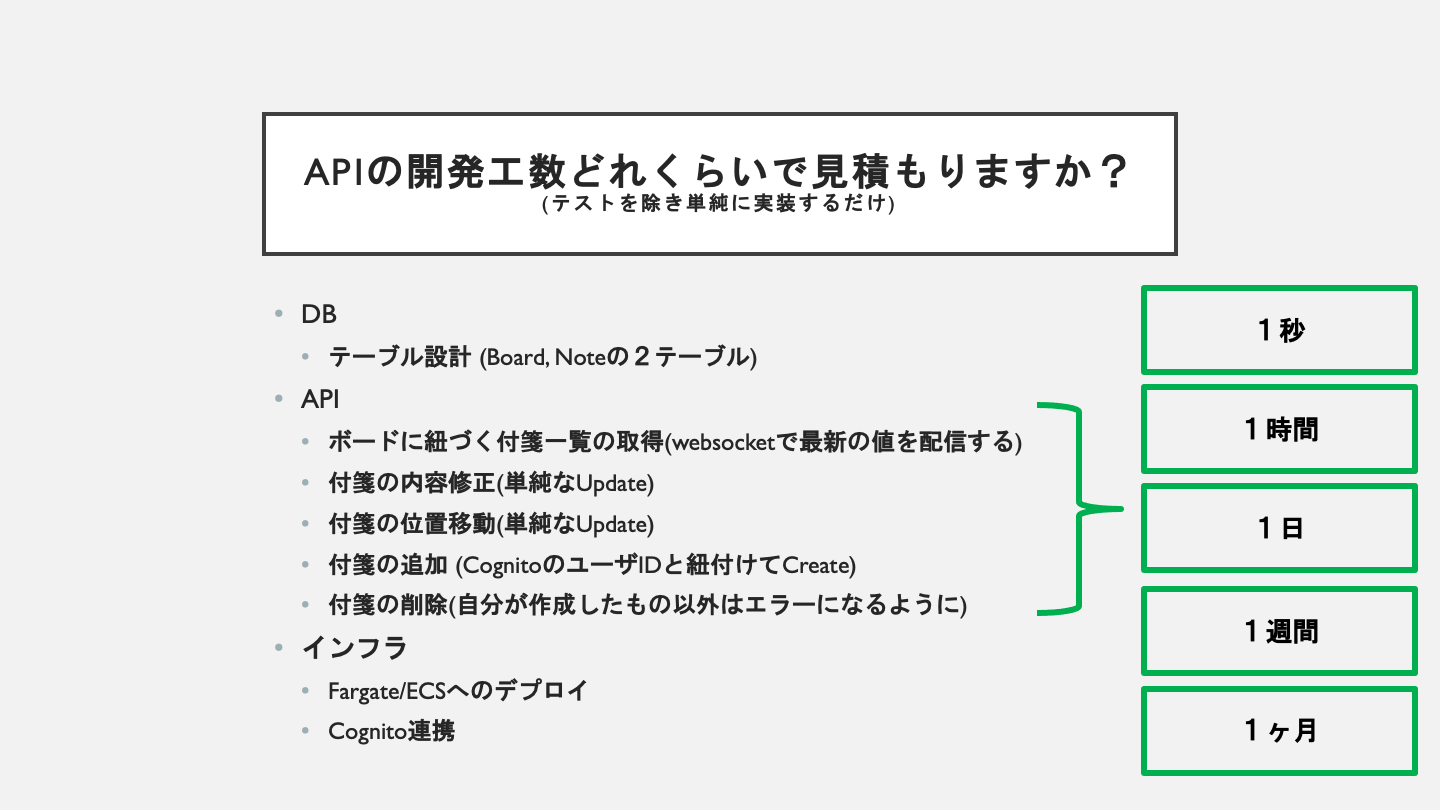 APIの開発工数どれくらいで見積もりますか？
(テストを除き単純に実装するだけ)
• DB
• テーブル設計 (Board, Noteの２テーブル)
• API
• ボードに紐づく付箋一覧の取得(websocketで最新の値を配信する)
• 付箋の内容修正(単純なUpdate)
• 付箋の位置移動(単純なUpdate)
• 付箋の追加 (CognitoのユーザIDと紐付けてCreate)
• 付箋の削除(自分が作成したもの以外はエラーになるように)
• インフラ
• Fargate/ECSへのデプロイ
• Cognito連携
１秒
１時間
１日
１週間
１ヶ月